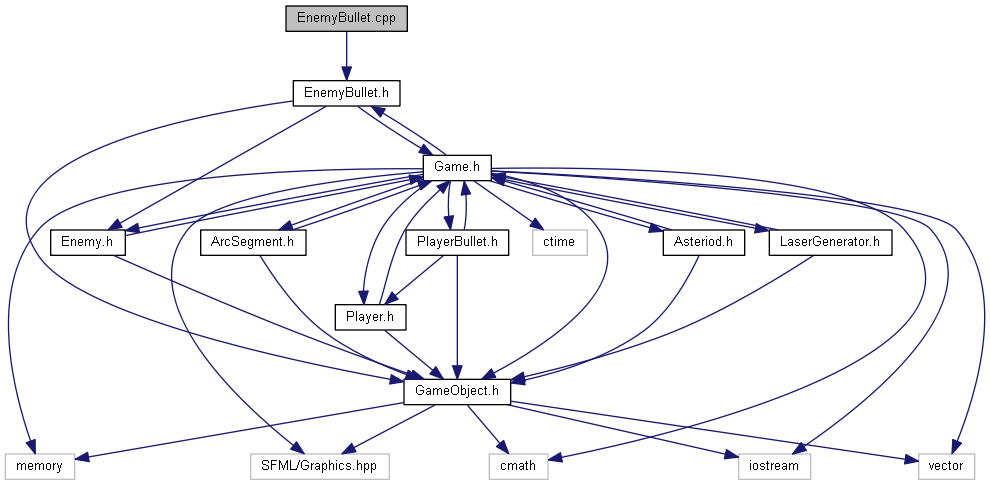 EnemyBullet.cpp
EnemyBullet.h
Game.h
Enemy.h
ArcSegment.h
PlayerBullet.h
ctime
Asteriod.h
LaserGenerator.h
Player.h
GameObject.h
memory
SFML/Graphics.hpp
cmath
iostream
vector